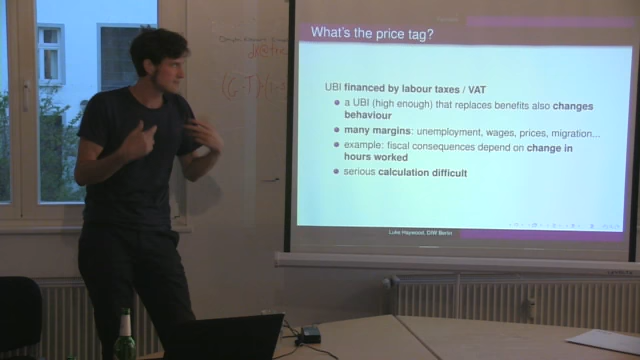 What's the price tag?
UBI financed by labour taxes / VAT
a UBI (high enough) that replaces benefits also changes
behaviour
many margins: unemployment, wages, prices, migration...
example: fiscal consequences depend on change in
hours worked
serious calculation difficult
Luke Haywood, DIW Berlin